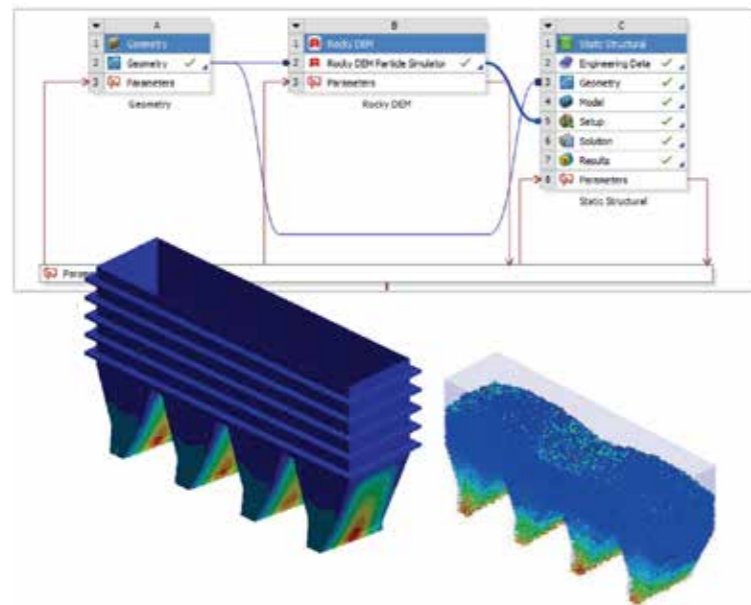 A
1 Geometry
2 Geometry
3 Parameters
Geometry
B
1 Rocky DEM
2 Rocky DEM Particle Simulator
3 Parameters
Rocky DEM
C
1 Static Structural
2 Engineering Data
3 Geometry
4 Model
5 Setup
6 Solution
7 Results
8 Parameters
Static Structural